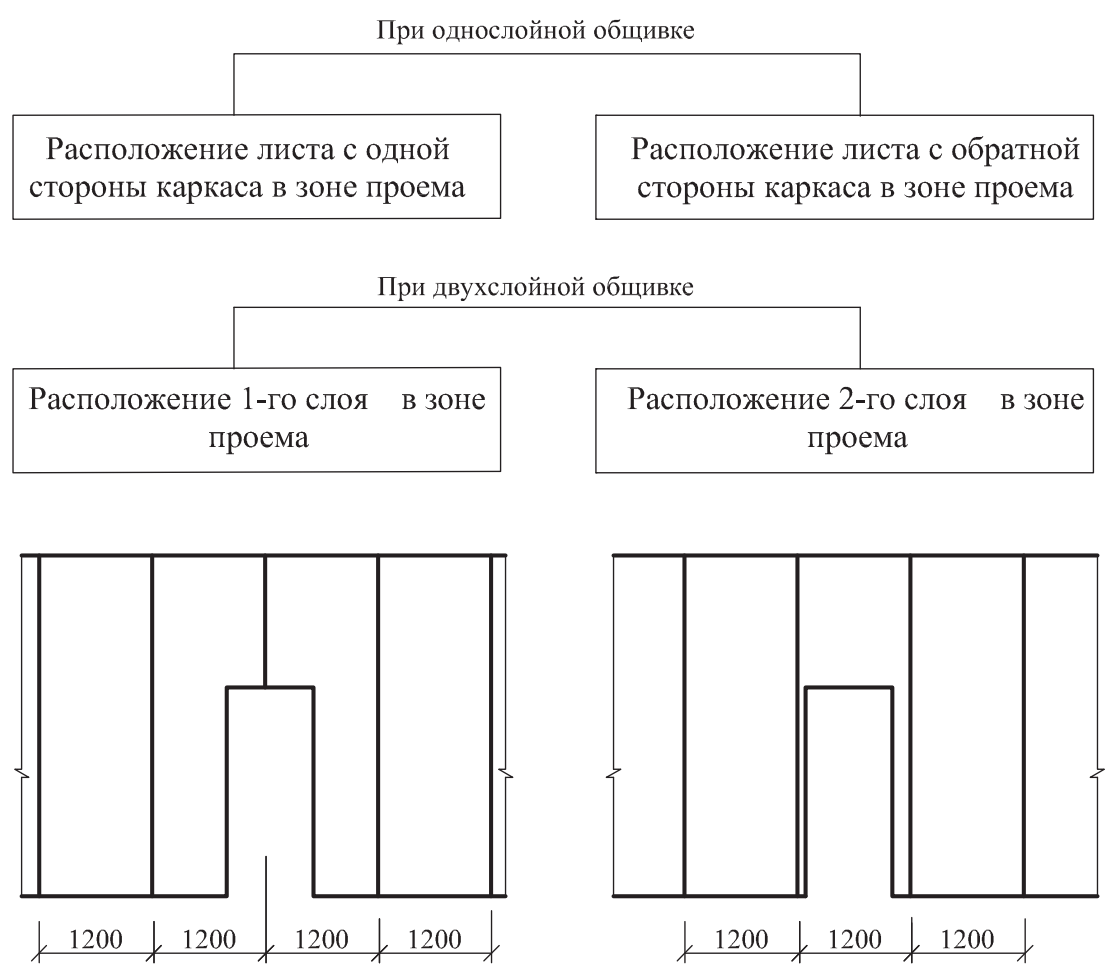 При однослойной общивке
Расположение листа с одной
стороны каркаса в зоне проема
Расположение листа с обратной
стороны каркаса в зоне проема
При двухслойной общивке
Расположение 1-го слоя в зоне
проема
Расположение 2-го слоя в зоне
проема
1200 1200 1200 1200
1200 1200 1200